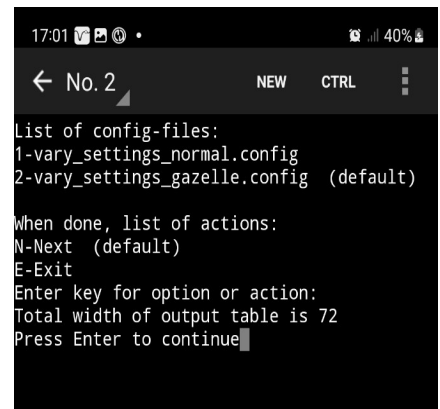 17:01 40%
No. 2 NEW CTRL
List of config-files:
1-vary_settings_normal.config
2-vary_settings_gazelle.config (default)
When done, list of actions:
N-Next (default)
E-Exit
Enter key for option or action:
Total width of output table is 72
Press Enter to continue